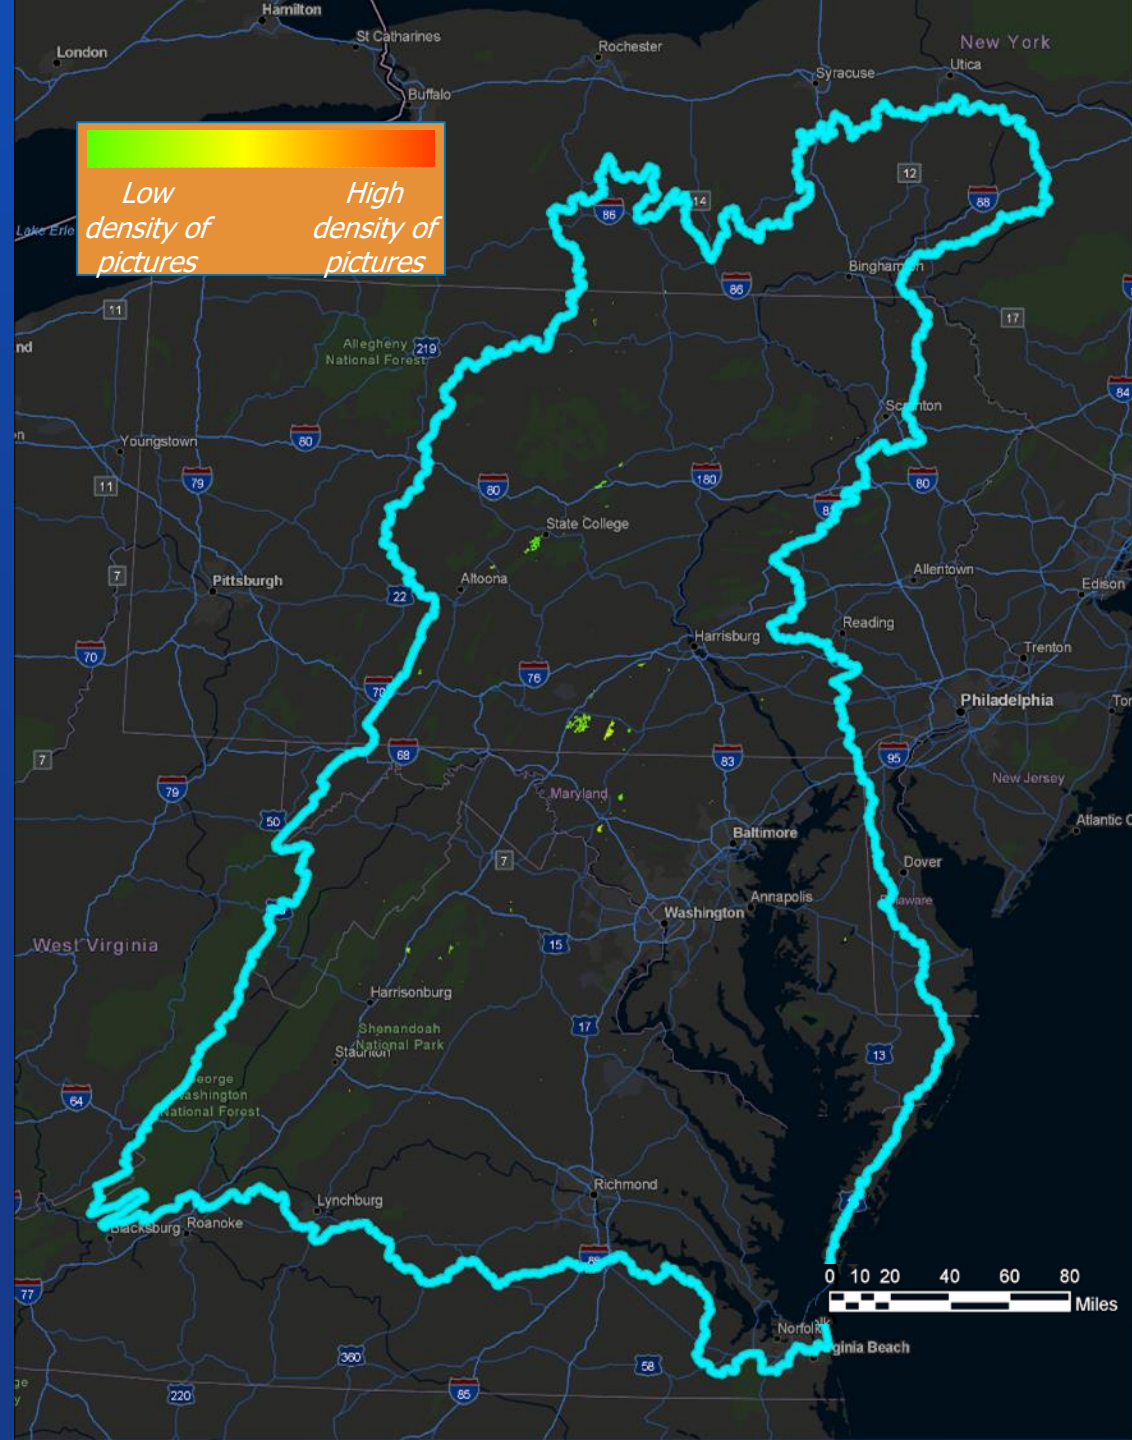 Hamilton
London
St Catharines
Rochester
New York
Utica
Syracuse
Buffalo
Low
density of
pictures
High
density of
pictures
12
14
88
86
Lake Erie
Binghamton
86
11
17
nd
Allegheny
National Forest
219
84
Scranton
Youngstown
80
79
80
180
80
11
State College
Allentown
7
Pittsburgh
Altoona
Edison
22
Reading
Harrisburg
Trenton
70
76
70
Philadelphia
68
83
95
7
79
New Jersey
Maryland
50
Atlantic C
Baltimore
7
Dover
Annapolis
Delaware
Washington
West Virginia
15
Harrisonburg
Shenandoah
National Park
Staunton
17
13
George
Washington
National Forest
64
Richmond
Lynchburg
Blacksburg
Roanoke
0 10 20 40 60 80
Miles
77
Norfolk
ginia Beach
360
58
220
85